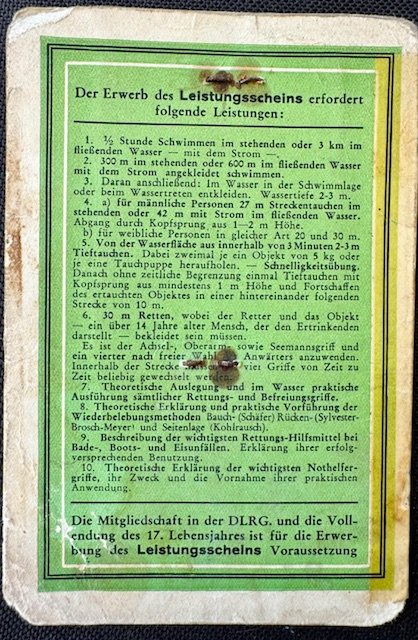 Der Erwerb des Leistungsscheins erfordert
folgende Leistungen:
1. ½ Stunde Schwimmen im stehenden oder 3 km im
fließenden Wasser — mit dem Strom —.
2. 300 m im stehenden oder 600 m im fließenden Wasser
mit dem Strom angekleidet schwimmen.
3. Daran anschließend: Im Wasser in der Schwimmlage
oder beim Wassertreten entkleiden. Wassertiefe 2-3 m.
4. a) für männliche Personen 27 m Streckentauchen im
stehenden oder 42 m mit Strom im fließenden Wasser.
Abgang durch Kopfsprung aus 1—2 m Höhe.
b) für weibliche Personen in gleicher Art 20 und 30 m.
5. Von der Wasserfläche aus innerhalb von 3 Minuten 2-3 m
Tieftauchen. Dabei zweimal je ein Objekt von 5 kg oder
je eine Tauchpuppe heraufholen. — Schnelligkeitsübung.
Danach ohne zeitliche Begrenzung einmal Tieftauchen mit
Kopfsprung aus mindestens 1 m Höhe und Fortschaffen
des ertauchten Objektes in einer hintereinander folgenden
Strecke von 10 m.
6. 30 m Retten, wobei der Retter und das Objekt
— ein über 14 Jahre alter Mensch, der den Ertrinkenden
darstellt — bekleidet sein müssen.
Es ist der Achsel-, Oberarm- sowie Seemannsgriff und
ein vierter nach freier Wahl Anwärters anzuwenden.
Innerhalb der Strecke vier Griffe von Zeit zu
Zeit beliebig gewechselt werden.
7. Theoretische Auslegung und im Wasser praktische
Ausführung sämtlicher Rettungs- und Befreiungsgriffe.
8. Theoretische Erklärung und praktische Vorführung der
Wiederbelebungsmethoden Bauch- (Schäfer) Rücken- (Sylvester-
Brosch-Meyer) und Seitenlage (Kohlrausch).
9. Beschreibung der wichtigsten Rettungs-Hilfsmittel bei
Bade-, Boots- und Eisunfällen. Erklärung ihrer erfolg-
versprechenden Benutzung.
10. Theoretische Erklärung der wichtigsten Nothelfer-
griffe, ihr Zweck und die Vornahme ihrer praktischen
Anwendung.
Die Mitgliedschaft in der DLRG. und die Voll-
endung des 17. Lebensjahres ist für die Erwer-
bung des Leistungsscheins Voraussetzung